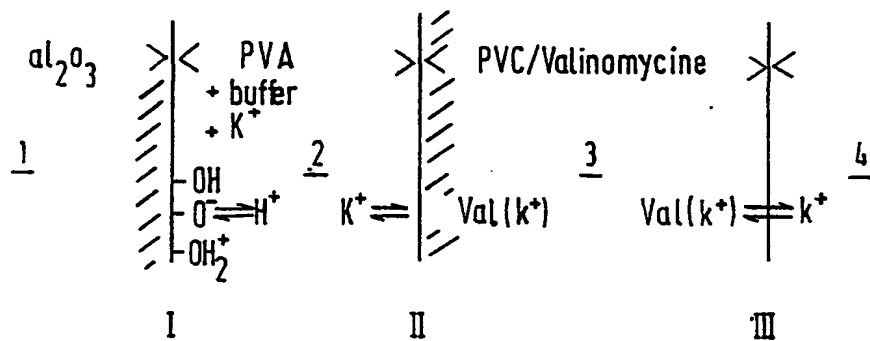 al₂o₃ >< PVA >< PVC/Valinomycine ><
+ buffer
+ K⁺
1 2 3 4
OH
O⁻ ⇌ H⁺ K⁺ ⇌ Val(k⁺) Val(k⁺) ⇌ k⁺
OH₂⁺
I II III